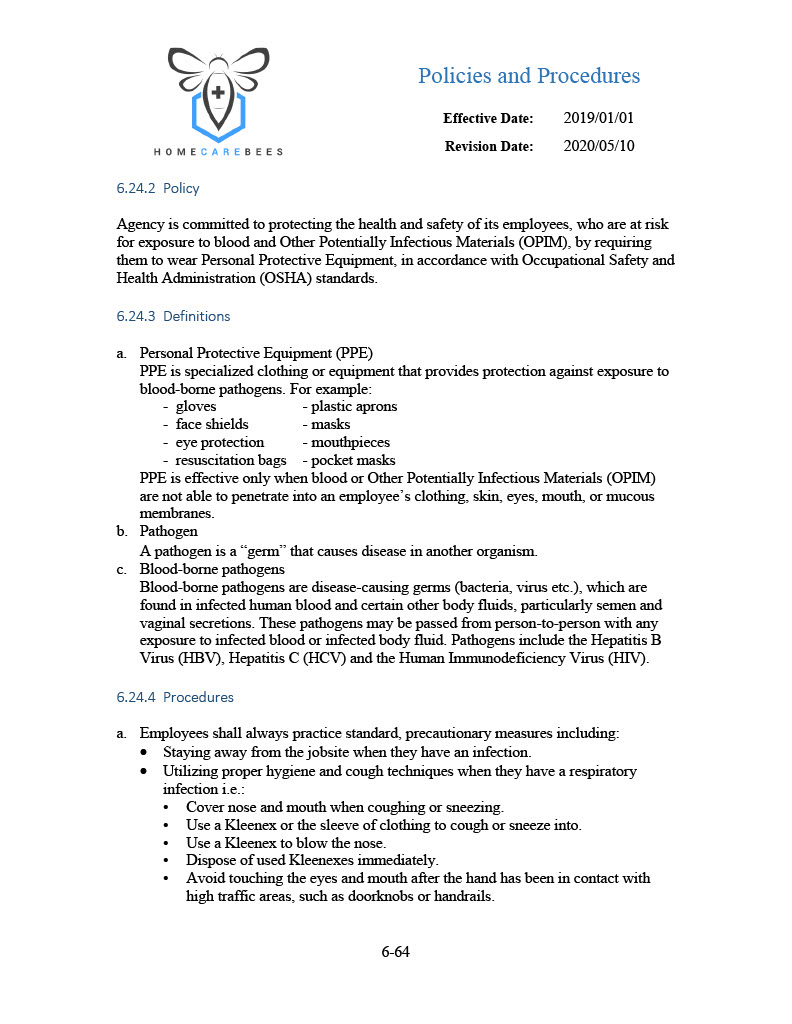 Policies and Procedures
Effective Date: 2019/01/01
Revision Date: 2020/05/10
HOMECAREBEES
6.24.2 Policy
Agency is committed to protecting the health and safety of its employees, who are at risk
for exposure to blood and Other Potentially Infectious Materials (OPIM), by requiring
them to wear Personal Protective Equipment, in accordance with Occupational Safety and
Health Administration (OSHA) standards.
6.24.3 Definitions
a. Personal Protective Equipment (PPE)
PPE is specialized clothing or equipment that provides protection against exposure to
blood-borne pathogens. For example:
- gloves - plastic aprons
- face shields - masks
- eye protection - mouthpieces
- resuscitation bags - pocket masks
PPE is effective only when blood or Other Potentially Infectious Materials (OPIM)
are not able to penetrate into an employee’s clothing, skin, eyes, mouth, or mucous
membranes.
b. Pathogen
A pathogen is a “germ” that causes disease in another organism.
c. Blood-borne pathogens
Blood-borne pathogens are disease-causing germs (bacteria, virus etc.), which are
found in infected human blood and certain other body fluids, particularly semen and
vaginal secretions. These pathogens may be passed from person-to-person with any
exposure to infected blood or infected body fluid. Pathogens include the Hepatitis B
Virus (HBV), Hepatitis C (HCV) and the Human Immunodeficiency Virus (HIV).
6.24.4 Procedures
a. Employees shall always practice standard, precautionary measures including:
• Staying away from the jobsite when they have an infection.
• Utilizing proper hygiene and cough techniques when they have a respiratory
infection i.e.:
• Cover nose and mouth when coughing or sneezing.
• Use a Kleenex or the sleeve of clothing to cough or sneeze into.
• Use a Kleenex to blow the nose.
• Dispose of used Kleenexes immediately.
• Avoid touching the eyes and mouth after the hand has been in contact with
high traffic areas, such as doorknobs or handrails.
6-64